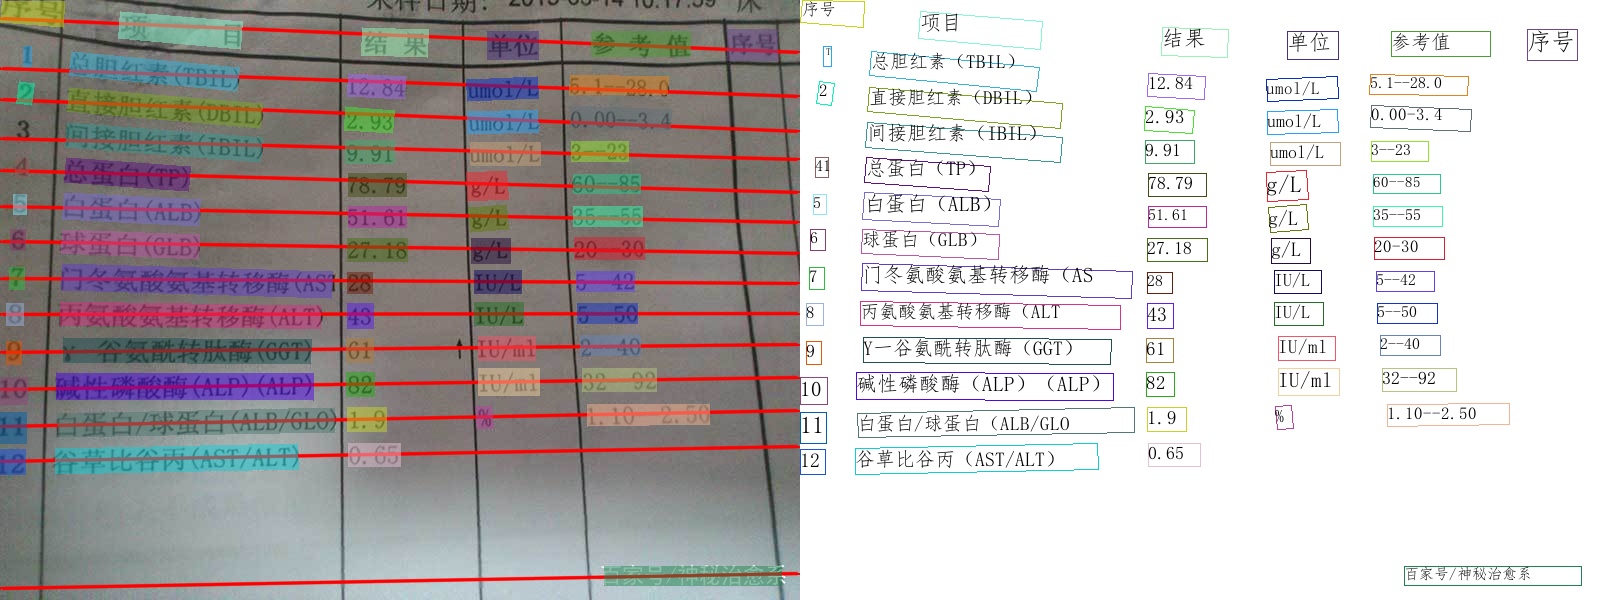 采样日期:
序号 项 目 结 果 单位 参 考 值 序号
1 总胆红素(TBIL) 12.84 umol/L 5.1--28.0
2 直接胆红素(DBIL) 2.93 umol/L 0.00--3.4
3 间接胆红素(IBIL) 9.91 umol/L 3--23
4 总蛋白(TP) 78.79 g/L 60--85
5 白蛋白(ALB) 51.61 g/L 35--55
6 球蛋白(GLB) 27.18 g/L 20--30
7 门冬氨酸氨基转移酶(AST 28 IU/L 5--42
8 丙氨酸氨基转移酶(ALT) 43 IU/L 5--50
9 Y--谷氨酰转肽酶(GGT) 61 ↑ IU/ml 2--40
10 碱性磷酸酶(ALP)(ALP) 82 IU/ml 32--92
11 白蛋白/球蛋白(ALB/GLO) 1.9 % 1.10--2.50
12 谷草比谷丙(AST/ALT) 0.65
百家号/神秘治愈系
序号 项目 结果 单位 参考值 序号
1 总胆红素（TBIL） 12.84 umol/L 5.1--28.0
2 直接胆红素（DBIL） 2.93 umol/L 0.00-3.4
间接胆红素（IBIL） 9.91 umol/L 3--23
41 总蛋白（TP） 78.79 g/L 60--85
5 白蛋白（ALB） 51.61 g/L 35--55
6 球蛋白（GLB） 27.18 g/L 20-30
7 门冬氨酸氨基转移酶（AS 28 IU/L 5--42
8 丙氨酸氨基转移酶（ALT 43 IU/L 5--50
9 Y一谷氨酰转肽酶（GGT） 61 IU/ml 2--40
10 碱性磷酸酶（ALP）（ALP） 82 IU/ml 32--92
11 白蛋白/球蛋白（ALB/GLO 1.9 % 1.10--2.50
12 谷草比谷丙（AST/ALT） 0.65
百家号/神秘治愈系